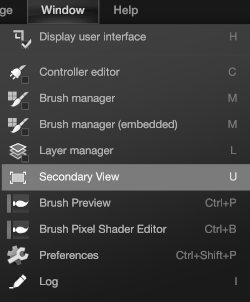 ge Window Help
Display user interface H
Controller editor C
Brush manager M
Brush manager (embedded) M
Layer manager L
Secondary View U
Brush Preview Ctrl+P
Brush Pixel Shader Editor Ctrl+B
Preferences Ctrl+Shift+P
Log I